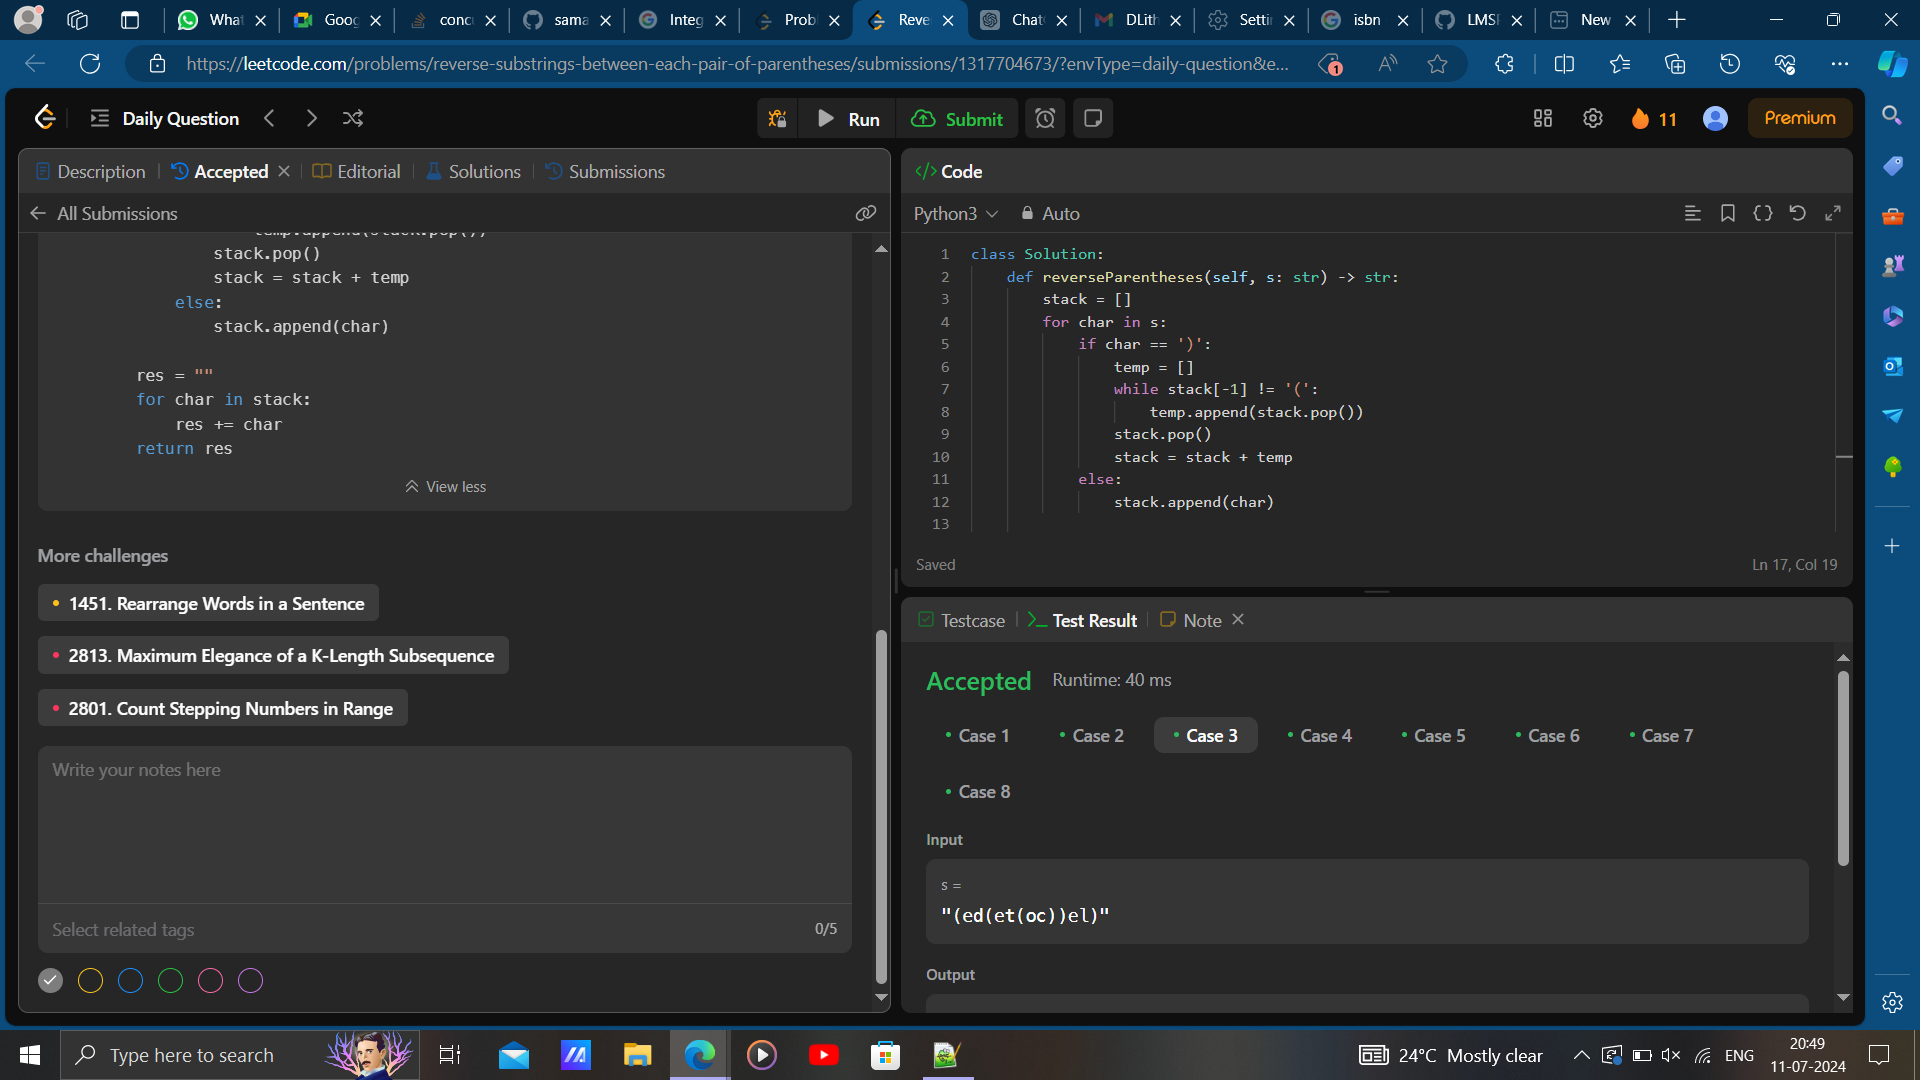 What
Goog
conc
sama
Integ
Probl
Reve
Chat
DLith
Settin
isbn
LMSI
New
https://leetcode.com/problems/reverse-substrings-between-each-pair-of-parentheses/submissions/1317704673/?envType=daily-question&e...
1
Daily Question
Run
Submit
11
Premium
Description
Accepted
Editorial
Solutions
Submissions
All Submissions
temp.append(stack.pop())
stack.pop()
stack = stack + temp
else:
stack.append(char)
res = ""
for char in stack:
res += char
return res
View less
More challenges
1451. Rearrange Words in a Sentence
2813. Maximum Elegance of a K-Length Subsequence
2801. Count Stepping Numbers in Range
Write your notes here
Select related tags
0/5
</> Code
Python3
Auto
1 class Solution:
2 def reverseParentheses(self, s: str) -> str:
3 stack = []
4 for char in s:
5 if char == ')':
6 temp = []
7 while stack[-1] != '(':
8 temp.append(stack.pop())
9 stack.pop()
10 stack = stack + temp
11 else:
12 stack.append(char)
13
Saved
Ln 17, Col 19
Testcase
Test Result
Note
Accepted
Runtime: 40 ms
Case 1
Case 2
Case 3
Case 4
Case 5
Case 6
Case 7
Case 8
Input
s =
"(ed(et(oc))el)"
Output
Type here to search
24°C Mostly clear
ENG
20:49
11-07-2024